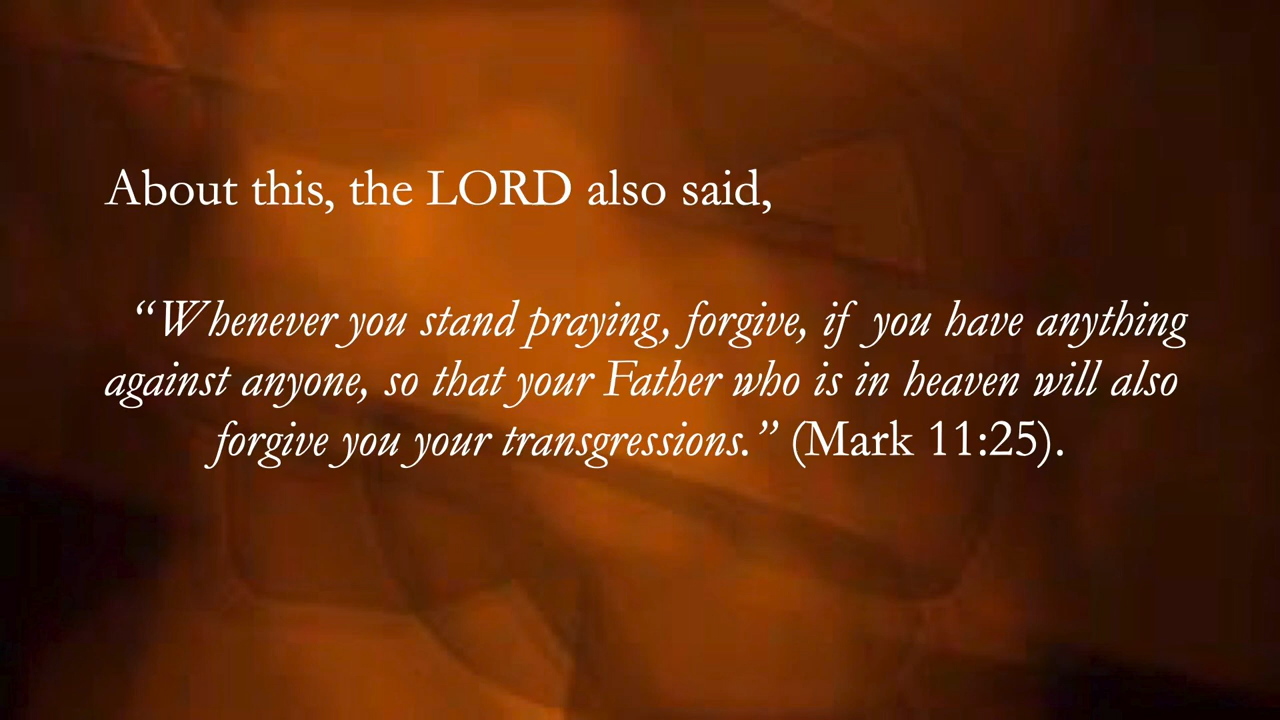 About this, the LORD also said,
“Whenever you stand praying, forgive, if you have anything
against anyone, so that your Father who is in heaven will also
forgive you your transgressions.” (Mark 11:25).